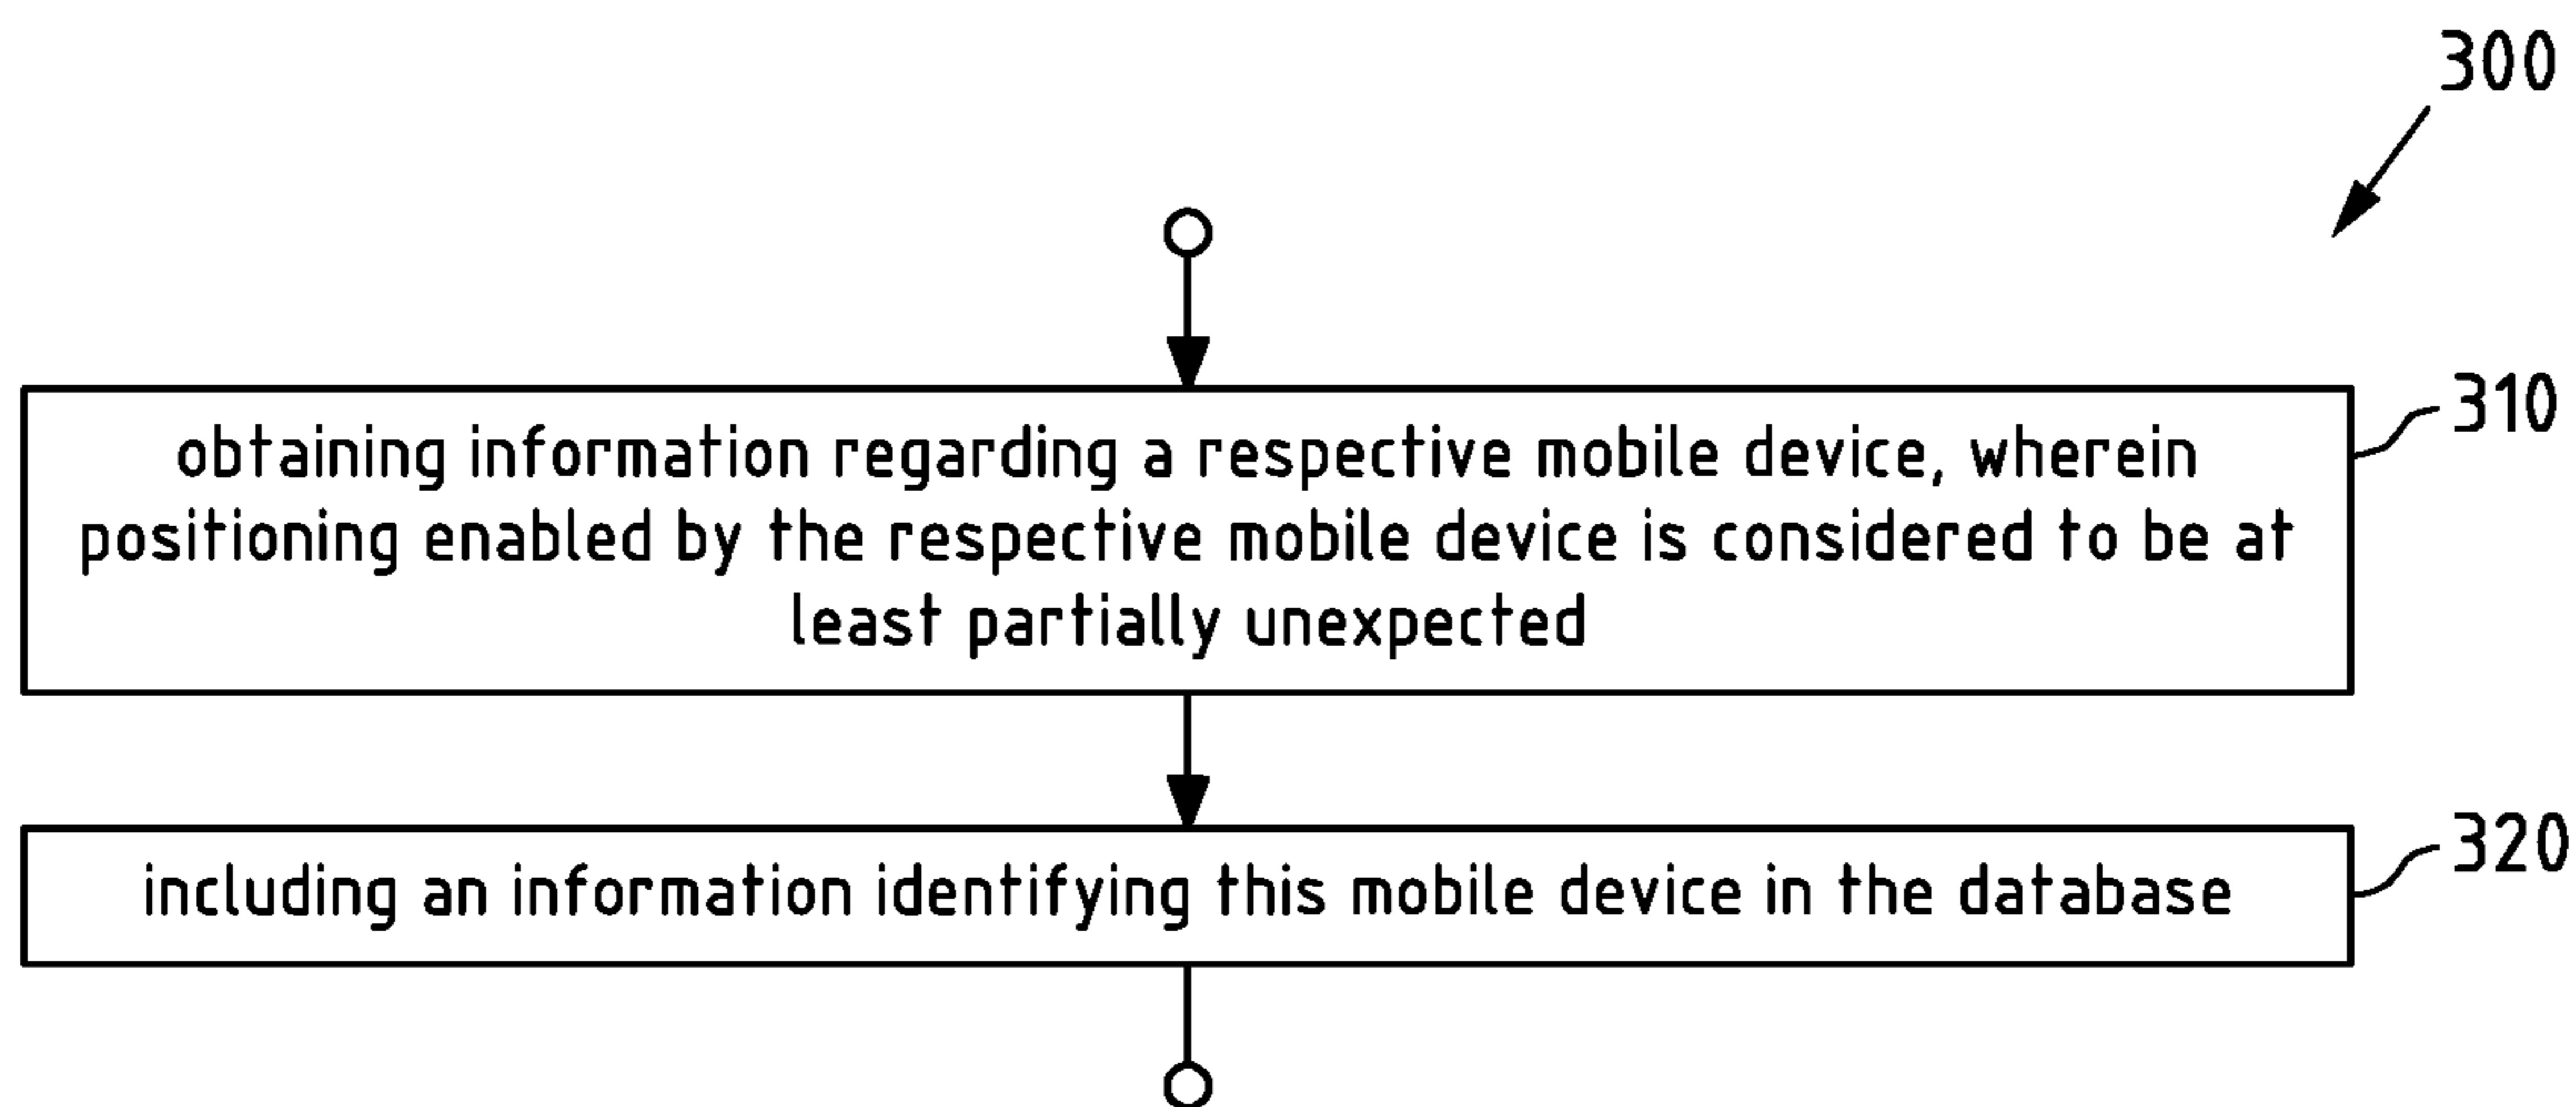 300
310
obtaining information regarding a respective mobile device, wherein
positioning enabled by the respective mobile device is considered to be at
least partially unexpected
320
including an information identifying this mobile device in the database